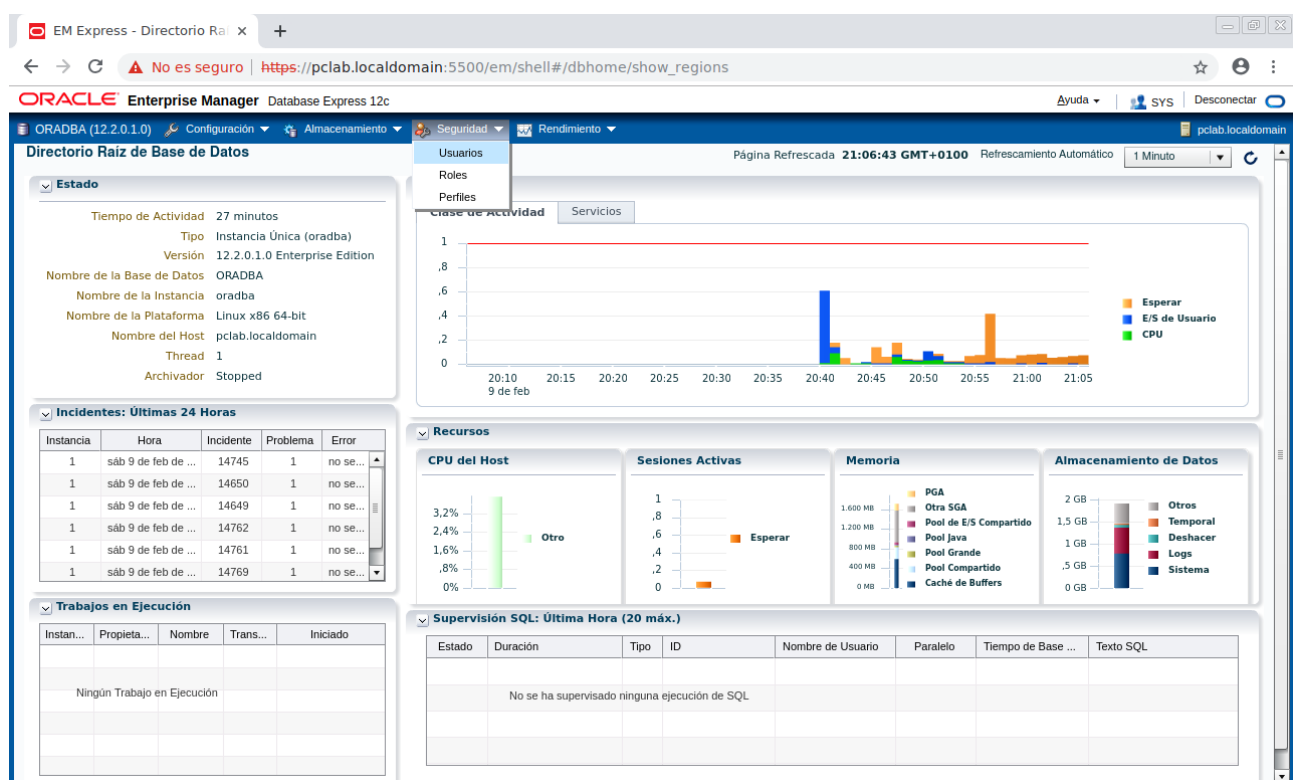 EM Express - Directorio Raí
No es seguro | https://pclab.localdomain:5500/em/shell#/dbhome/show_regions
ORACLE Enterprise Manager Database Express 12c
Ayuda SYS Desconectar
ORADBA (12.2.0.1.0) Configuración Almacenamiento Seguridad Rendimiento pclab.localdomain
Usuarios
Roles
Perfiles
Directorio Raíz de Base de Datos
Página Refrescada 21:06:43 GMT+0100 Refrescamiento Automático 1 Minuto
Estado
Tiempo de Actividad 27 minutos
Tipo Instancia Única (oradba)
Versión 12.2.0.1.0 Enterprise Edition
Nombre de la Base de Datos ORADBA
Nombre de la Instancia oradba
Nombre de la Plataforma Linux x86 64-bit
Nombre del Host pclab.localdomain
Thread 1
Archivador Stopped
Clase de Actividad Servicios
1
,8
,6
,4
,2
0
20:10 20:15 20:20 20:25 20:30 20:35 20:40 20:45 20:50 20:55 21:00 21:05
9 de feb
Esperar
E/S de Usuario
CPU
Incidentes: Últimas 24 Horas
Instancia Hora Incidente Problema Error
1 sáb 9 de feb de ... 14745 1 no se...
1 sáb 9 de feb de ... 14650 1 no se...
1 sáb 9 de feb de ... 14649 1 no se...
1 sáb 9 de feb de ... 14762 1 no se...
1 sáb 9 de feb de ... 14761 1 no se...
1 sáb 9 de feb de ... 14769 1 no se...
Recursos
CPU del Host
3,2%
2,4%
1,6%
,8%
0%
Otro
Sesiones Activas
1
,8
,6
,4
,2
0
Esperar
Memoria
1.600 MB
1.200 MB
800 MB
400 MB
0 MB
PGA
Otra SGA
Pool de E/S Compartido
Pool Java
Pool Grande
Pool Compartido
Caché de Buffers
Almacenamiento de Datos
2 GB
1,5 GB
1 GB
,5 GB
0 GB
Otros
Temporal
Deshacer
Logs
Sistema
Trabajos en Ejecución
Instan... Propieta... Nombre Trans... Iniciado
Ningún Trabajo en Ejecución
Supervisión SQL: Última Hora (20 máx.)
Estado Duración Tipo ID Nombre de Usuario Paralelo Tiempo de Base ... Texto SQL
No se ha supervisado ninguna ejecución de SQL